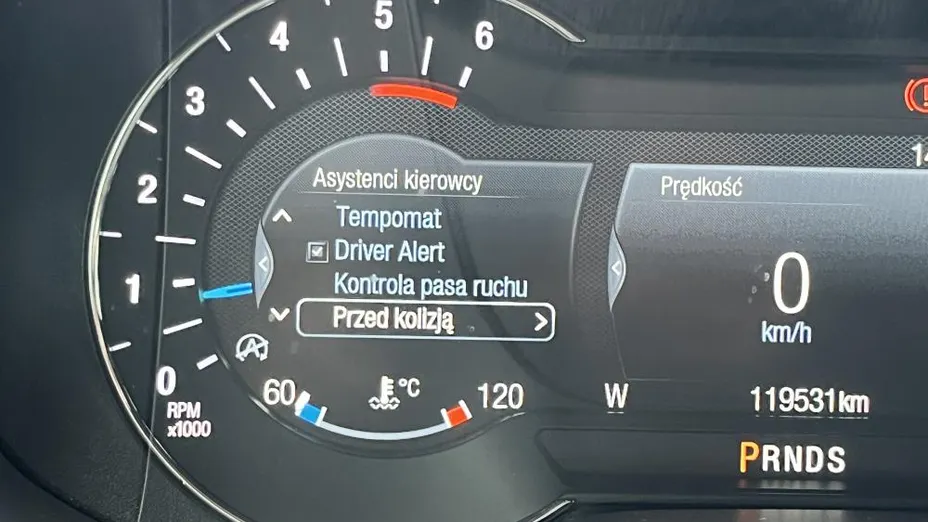 0
1
2
3
4
5
6
RPM
x1000
Asystenci kierowcy
Tempomat
Driver Alert
Kontrola pasa ruchu
Przed kolizją
60
°C
120
Prędkość
0
km/h
W
119531km
PRNDS